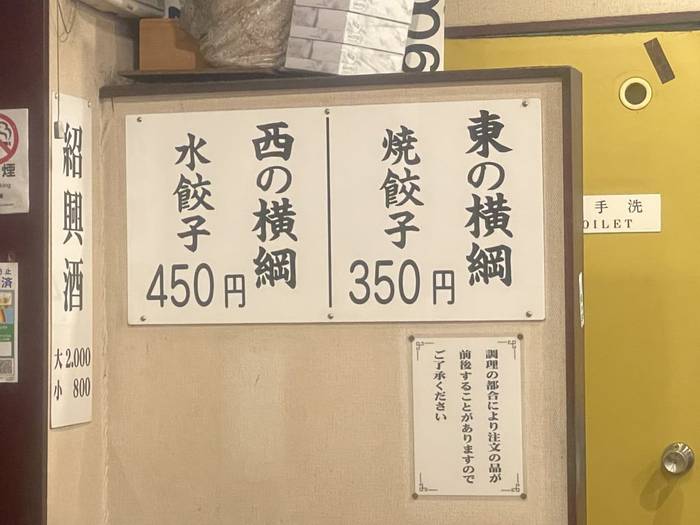 東の横綱
焼餃子
350円
西の横綱
水餃子
450円
紹興酒
大 2,000
小 800
調理の都合により注文の品が
前後することがありますので
ご了承ください
手洗
OILET
煙
済